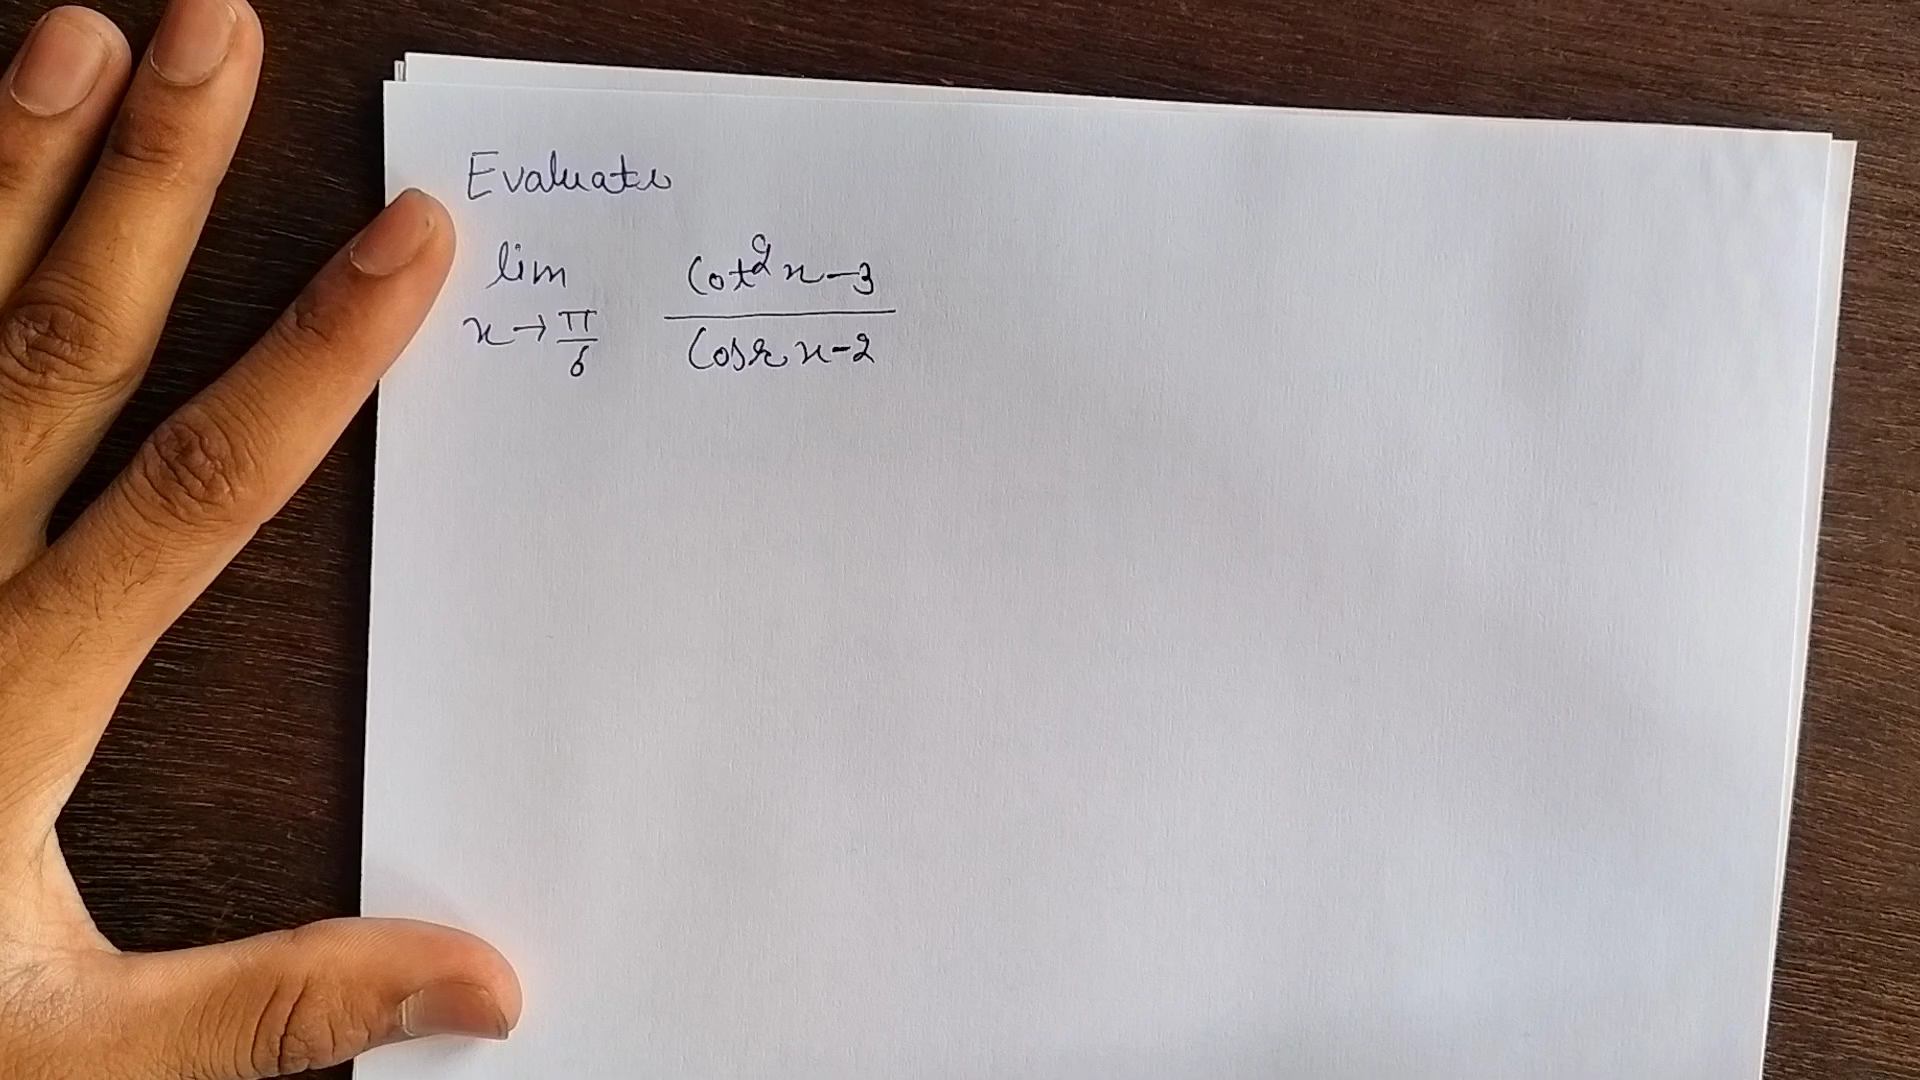 Evaluate
lim cot²x-3
x→π/6 cosec x-2